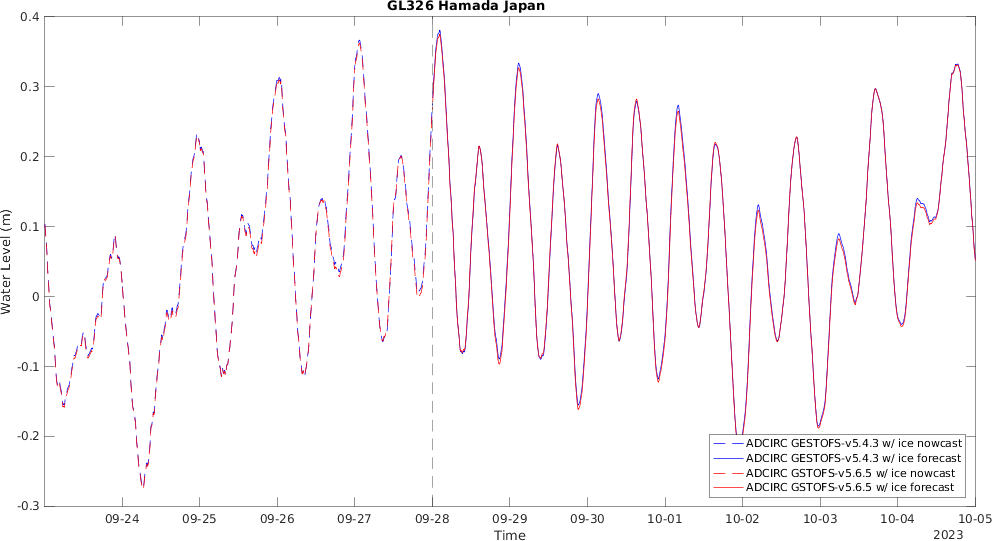 GL326 Hamada Japan
0.4
0.3
0.2
0.1
0
-0.1
-0.2
-0.3
Water Level (m)
ADCIRC GESTOFS-v5.4.3 w/ ice nowcast
ADCIRC GESTOFS-v5.4.3 w/ ice forecast
ADCIRC GSTOFS-v5.6.5 w/ ice nowcast
ADCIRC GSTOFS-v5.6.5 w/ ice forecast
09-24 09-25 09-26 09-27 09-28 09-29 09-30 10-01 10-02 10-03 10-04 10-05
Time
2023